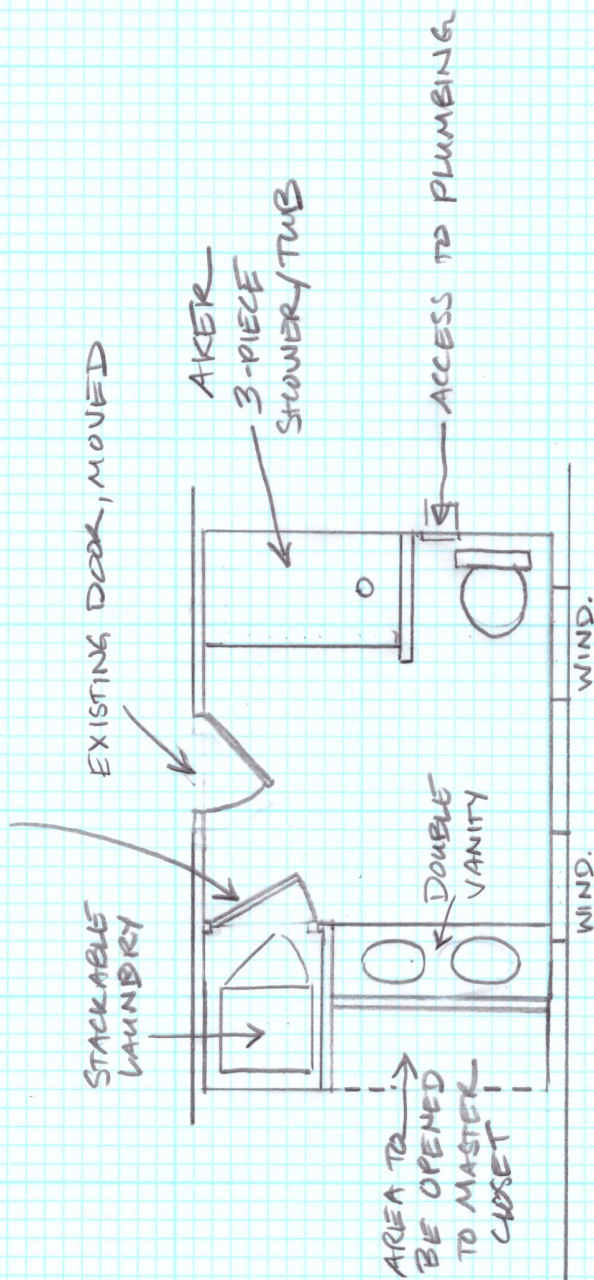 STACKABLE
LAUNDRY
EXISTING DOOR, MOVED
AKER
3-PIECE
SHOWER/TUB
ACCESS TO PLUMBING
DOUBLE
VANITY
AREA TO
BE OPENED
TO MASTER
CLOSET
WIND.
WIND.